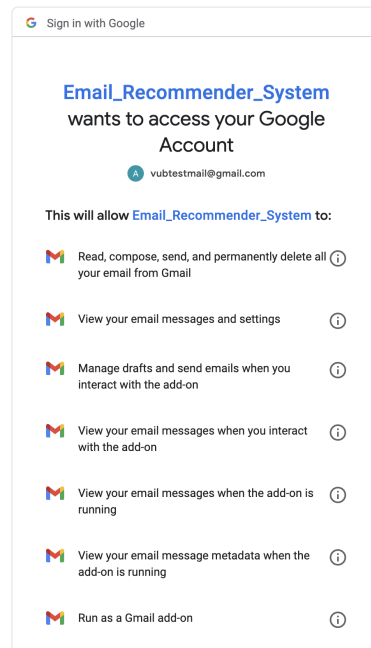 Sign in with Google
Email_Recommender_System
wants to access your Google
Account
A vubtestmail@gmail.com
This will allow Email_Recommender_System to:
Read, compose, send, and permanently delete all
your email from Gmail
View your email messages and settings
Manage drafts and send emails when you
interact with the add-on
View your email messages when you interact
with the add-on
View your email messages when the add-on is
running
View your email message metadata when the
add-on is running
Run as a Gmail add-on